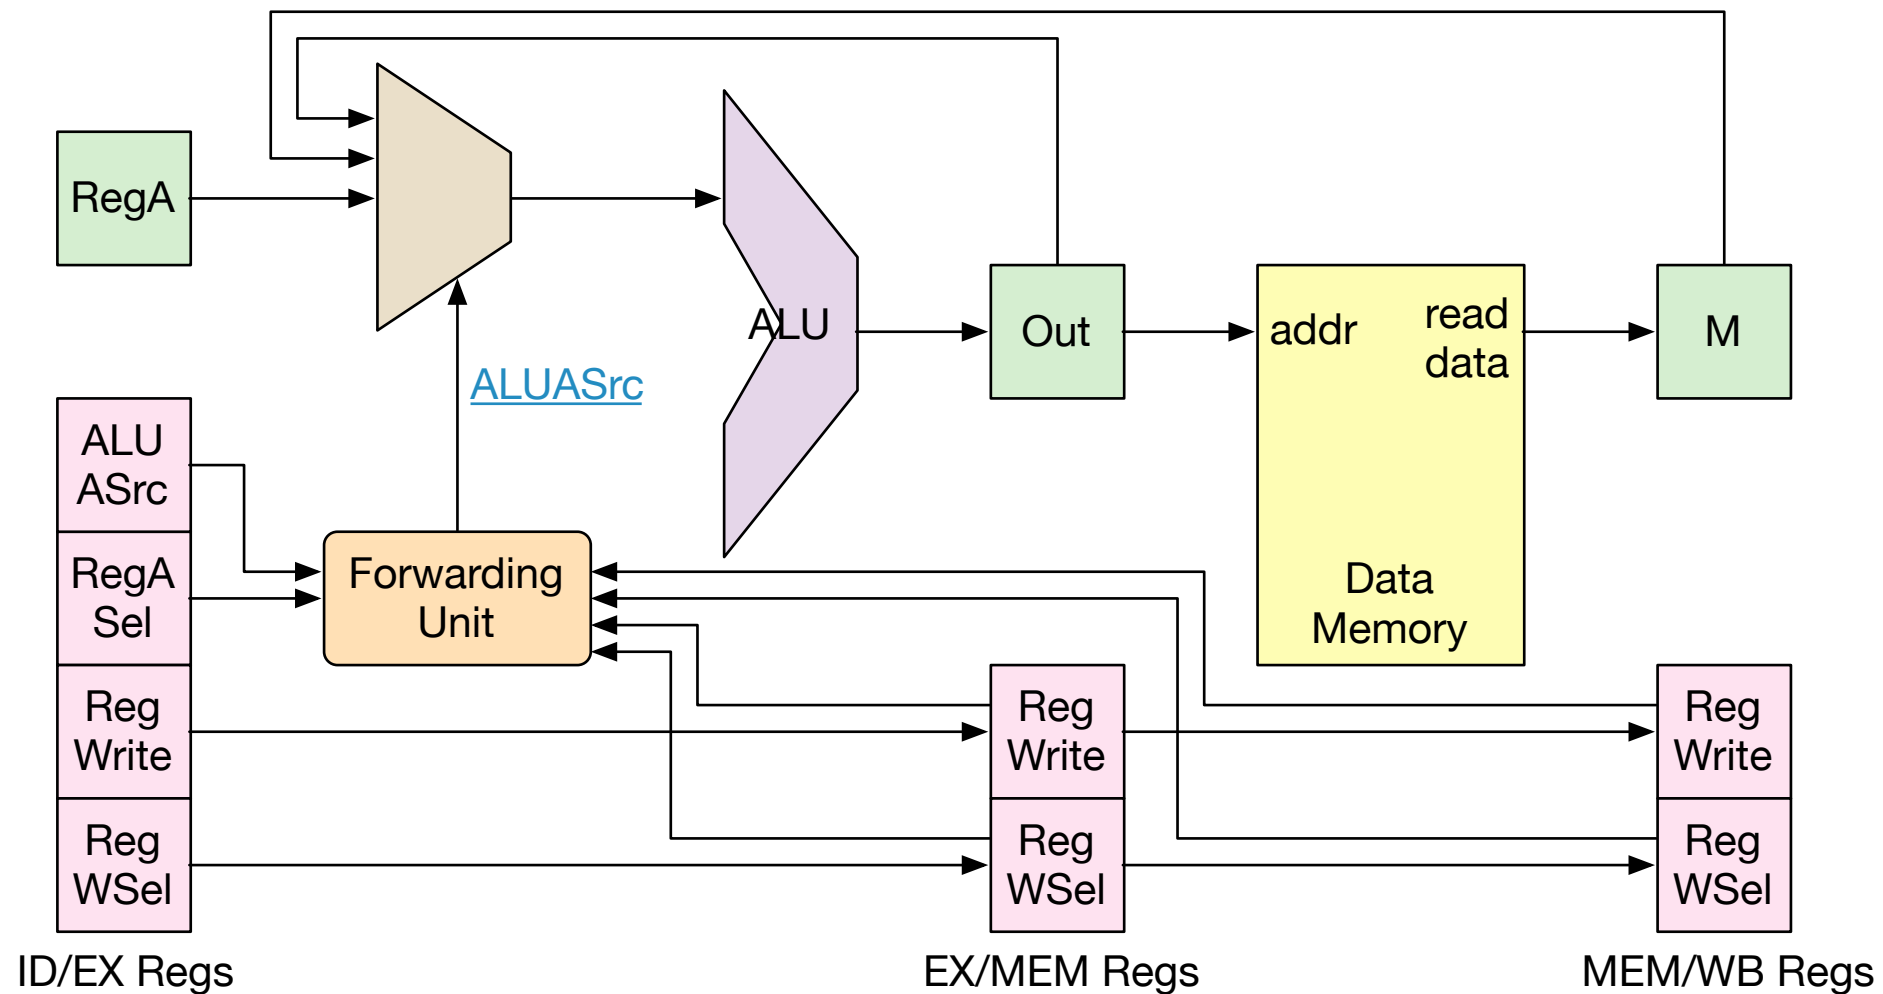 RegA
ALU
Out
addr
read
data
M
ALUASrc
ALU
ASrc
RegA
Sel
Forwarding
Unit
Data
Memory
Reg
Write
Reg
Write
Reg
Write
Reg
WSel
Reg
WSel
Reg
WSel
ID/EX Regs
EX/MEM Regs
MEM/WB Regs